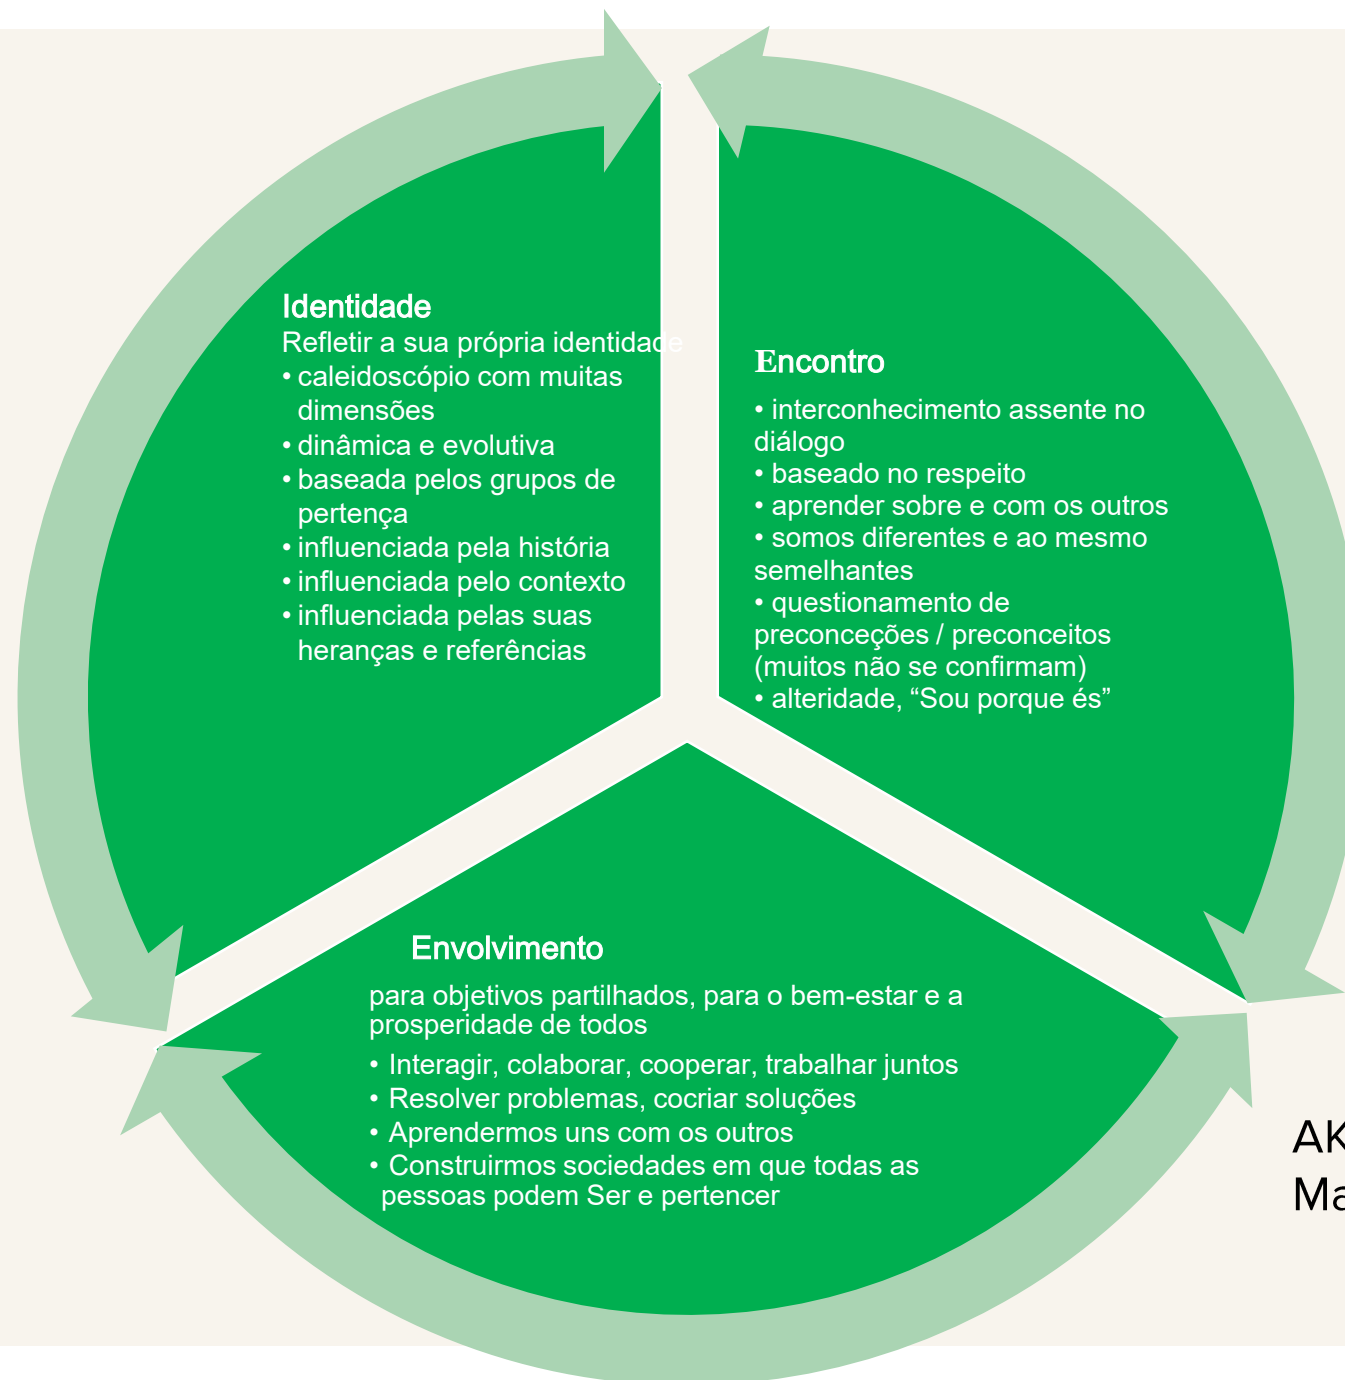 Identidade
Refletir a sua própria identidade
• caleidoscópio com muitas
dimensões
• dinâmica e evolutiva
• baseada pelos grupos de
pertença
• influenciada pela história
• influenciada pelo contexto
• influenciada pelas suas
heranças e referências
Encontro
• interconhecimento assente no
diálogo
• baseado no respeito
• aprender sobre e com os outros
• somos diferentes e ao mesmo
semelhantes
• questionamento de
preconceções / preconceitos
(muitos não se confirmam)
• alteridade, “Sou porque és”
Envolvimento
para objetivos partilhados, para o bem-estar e a
prosperidade de todos
• Interagir, colaborar, cooperar, trabalhar juntos
• Resolver problemas, cocriar soluções
• Aprendermos uns com os outros
• Construirmos sociedades em que todas as
pessoas podem Ser e pertencer